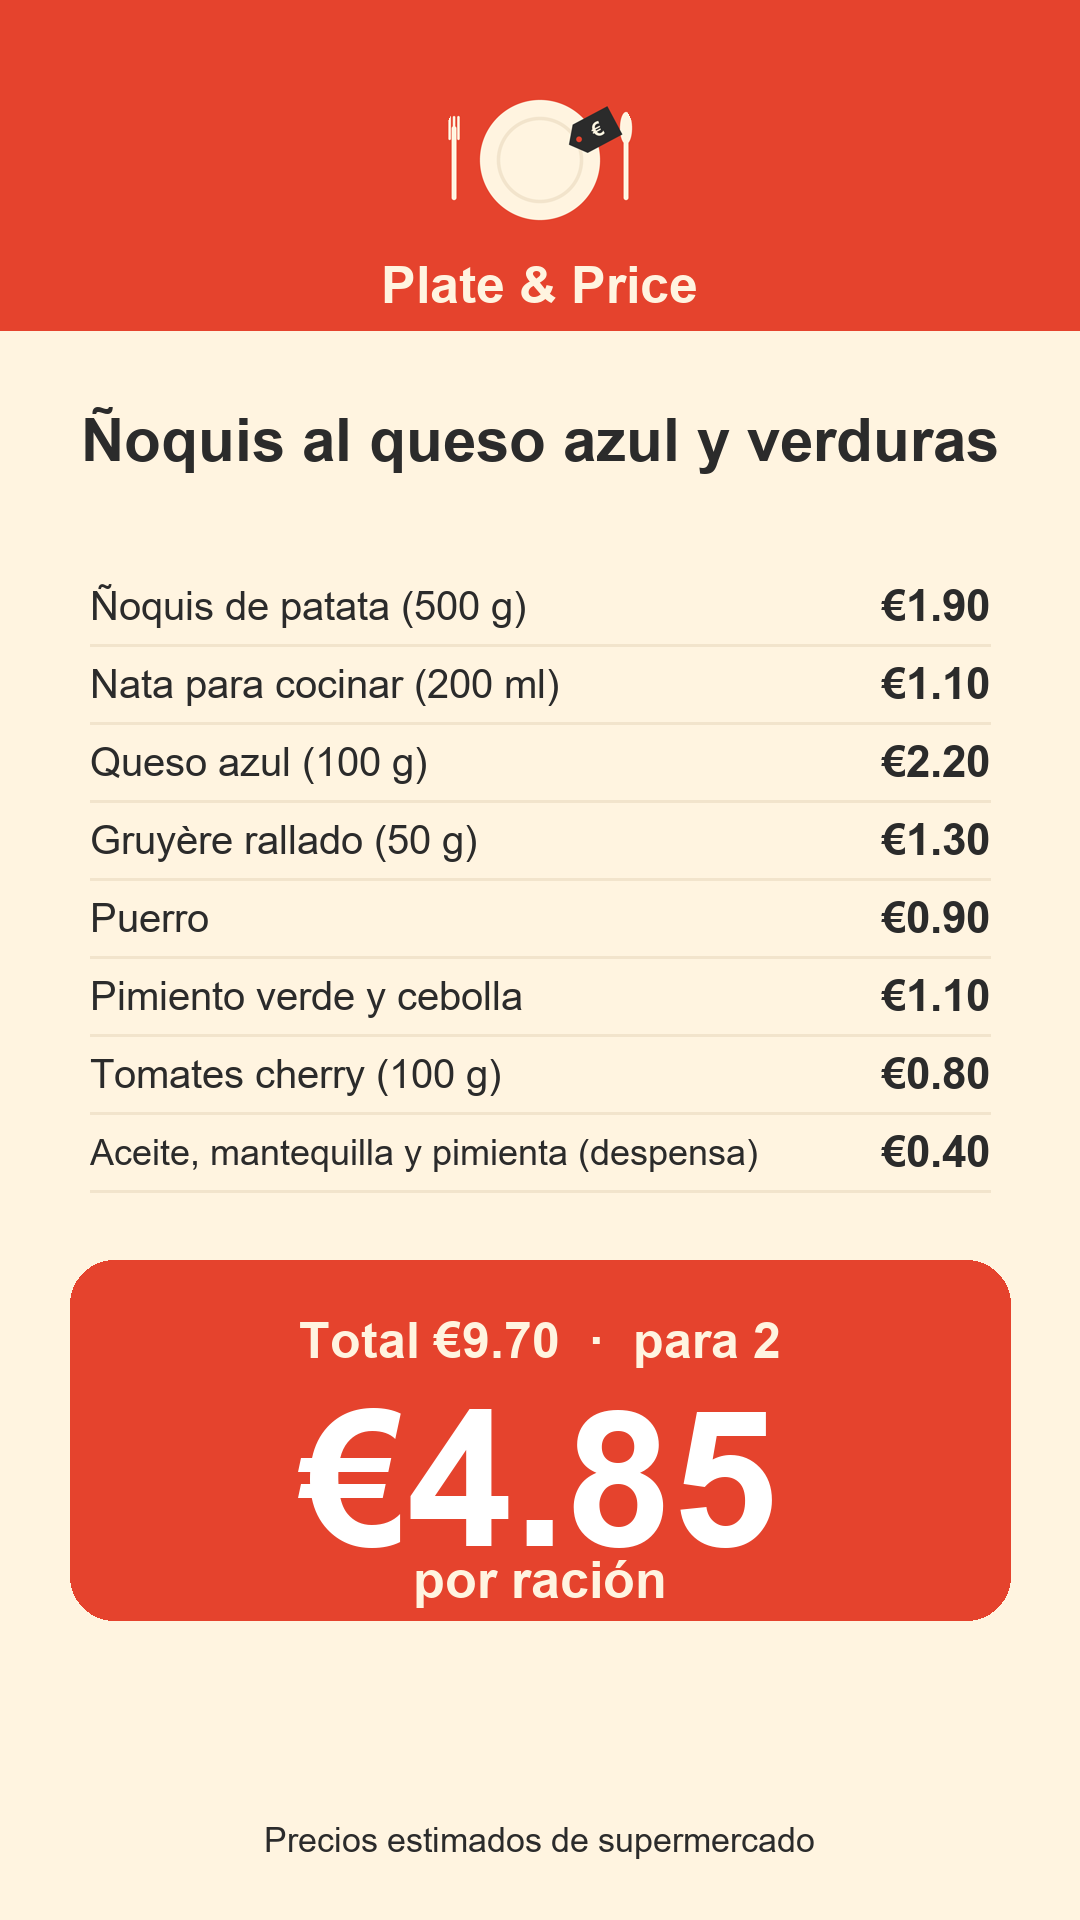 €
Plate & Price
Ñoquis al queso azul y verduras
Ñoquis de patata (500 g) €1.90
Nata para cocinar (200 ml) €1.10
Queso azul (100 g) €2.20
Gruyère rallado (50 g) €1.30
Puerro €0.90
Pimiento verde y cebolla €1.10
Tomates cherry (100 g) €0.80
Aceite, mantequilla y pimienta (despensa) €0.40
Total €9.70 · para 2
€4.85
por ración
Precios estimados de supermercado